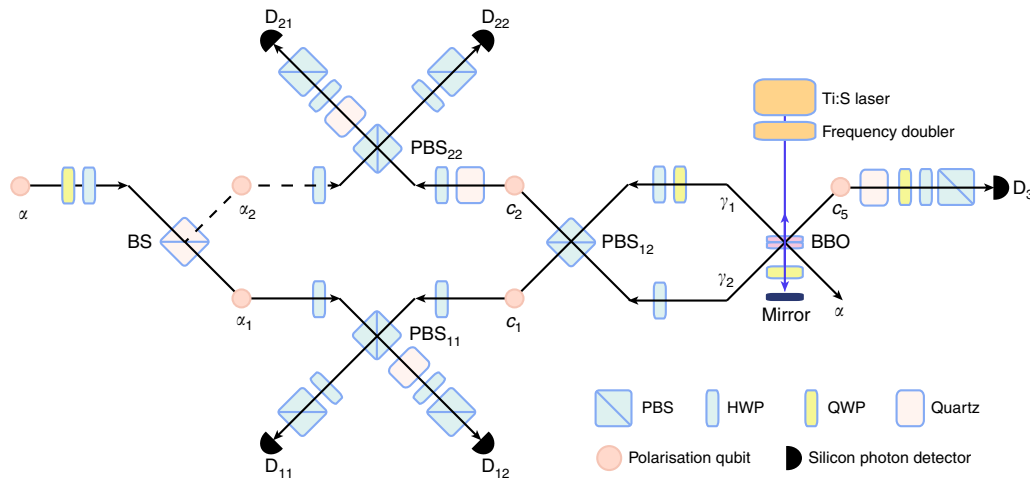 D21
D22
Ti:S laser
Frequency doubler
PBS22
α
α2
c2
γ1
c5
D3
BS
PBS12
BBO
γ2
α1
c1
Mirror
α
PBS11
D11
D12
PBS
HWP
QWP
Quartz
Polarisation qubit
Silicon photon detector